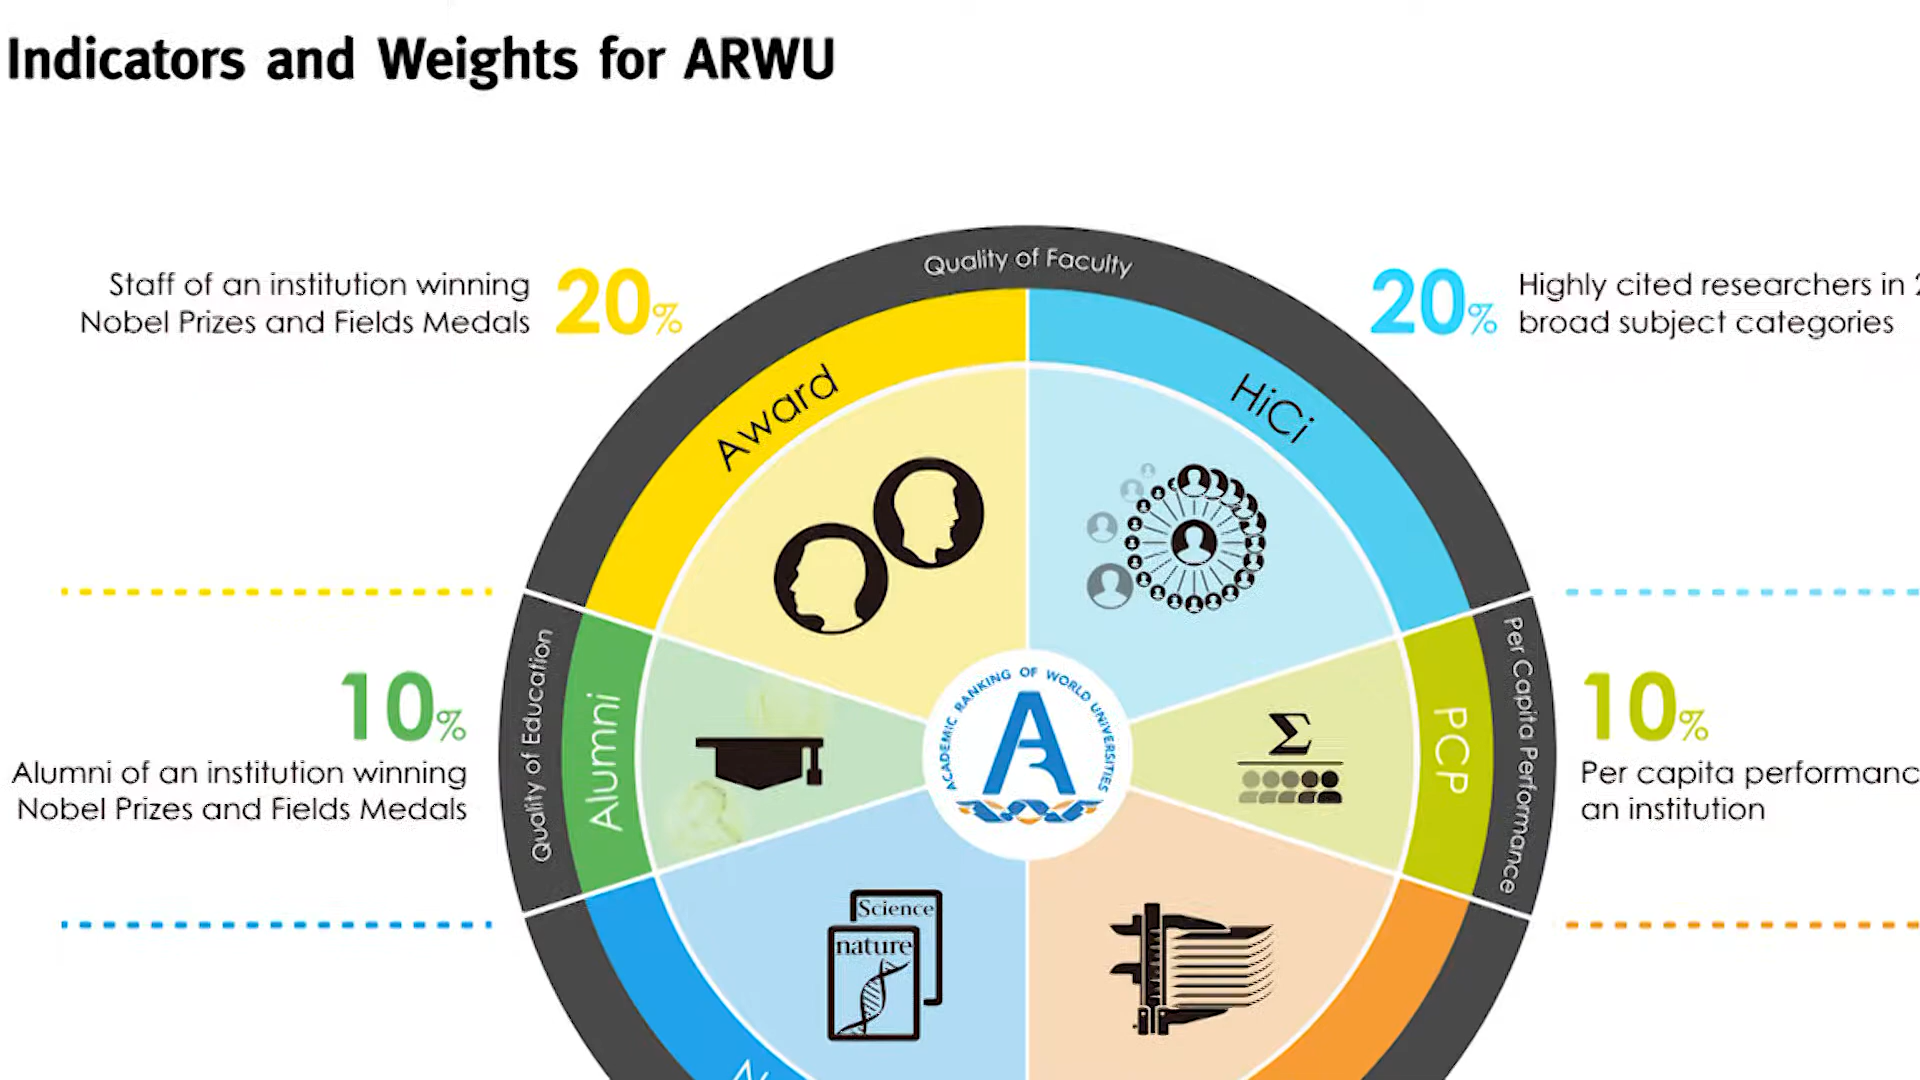 Indicators and Weights for ARWU
Quality of Faculty
Staff of an institution winning
Nobel Prizes and Fields Medals
20%
20%
Highly cited researchers in
broad subject categories
Award
HiCi
Quality of Education
Alumni
10%
Alumni of an institution winning
Nobel Prizes and Fields Medals
ACADEMIC RANKING OF WORLD UNIVERSITIES
Σ
PCP
Per Capita Performance
10%
Per capita performanc
an institution
Science
nature